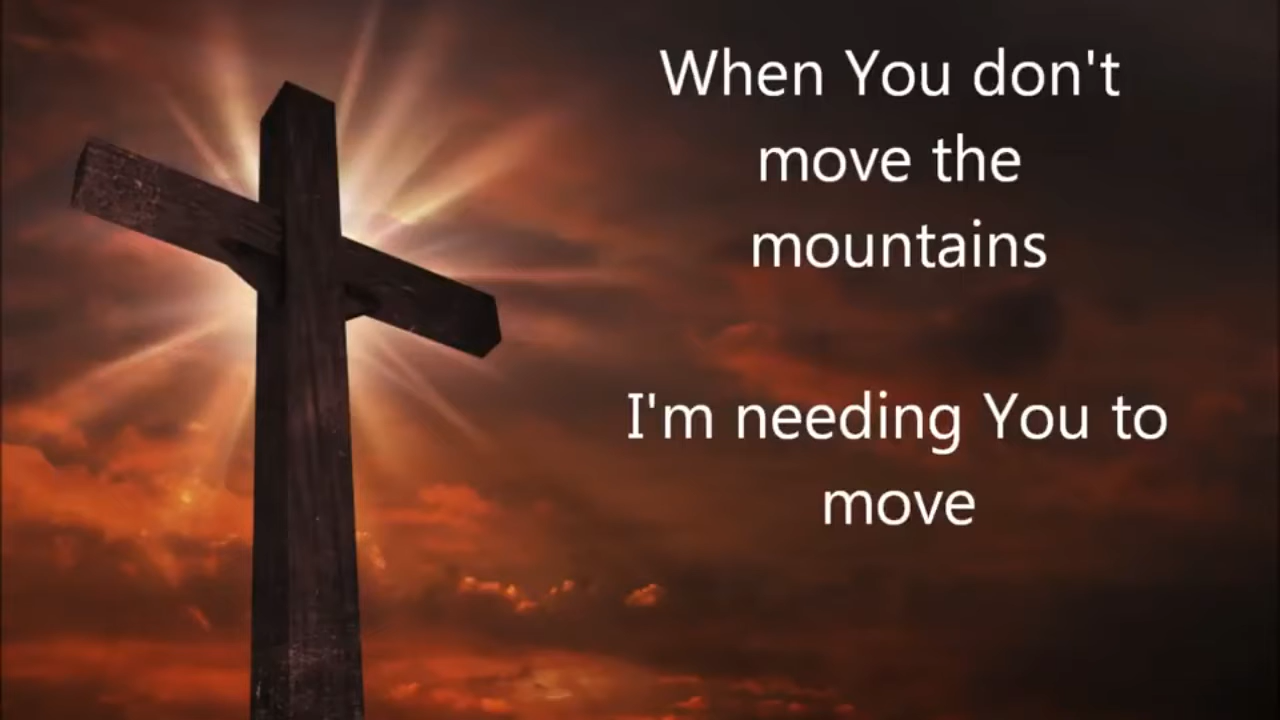 When You don't
move the
mountains
I'm needing You to
move